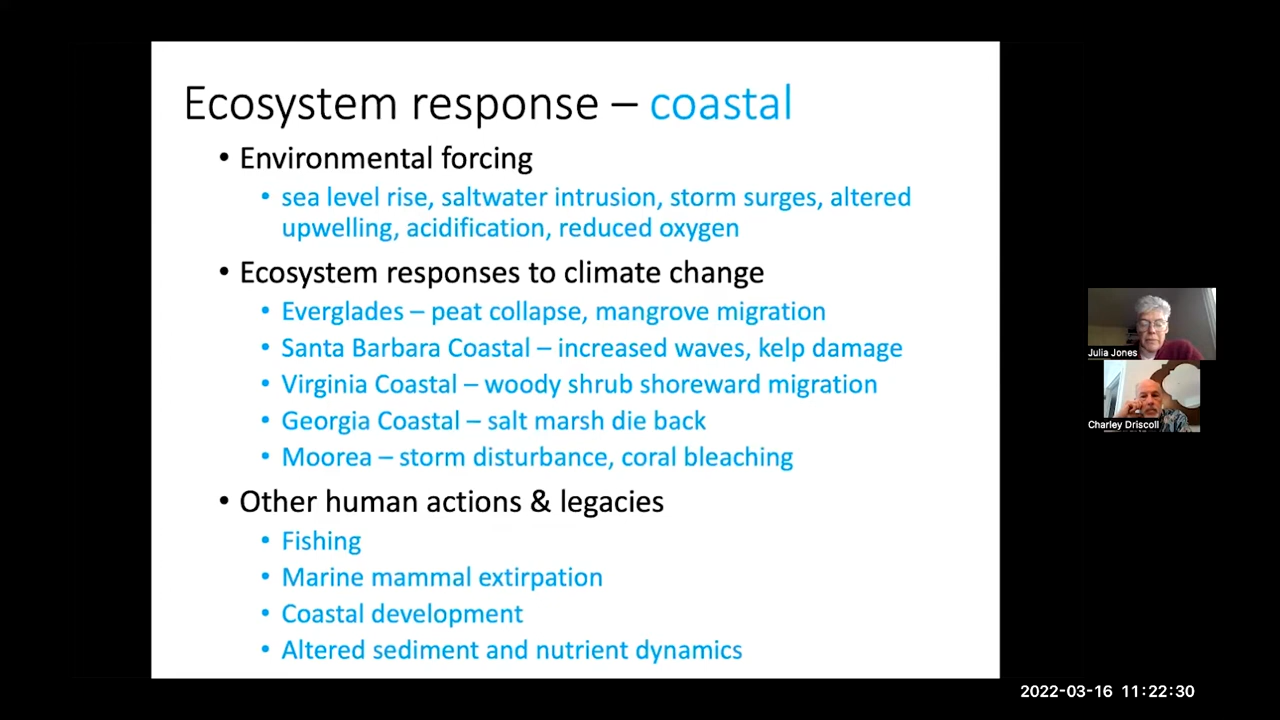 Ecosystem response – coastal
• Environmental forcing
• sea level rise, saltwater intrusion, storm surges, altered
upwelling, acidification, reduced oxygen
• Ecosystem responses to climate change
• Everglades – peat collapse, mangrove migration
• Santa Barbara Coastal – increased waves, kelp damage
• Virginia Coastal – woody shrub shoreward migration
• Georgia Coastal – salt marsh die back
• Moorea – storm disturbance, coral bleaching
• Other human actions & legacies
• Fishing
• Marine mammal extirpation
• Coastal development
• Altered sediment and nutrient dynamics
Julia Jones
Charley Driscoll
2022-03-16 11:22:30